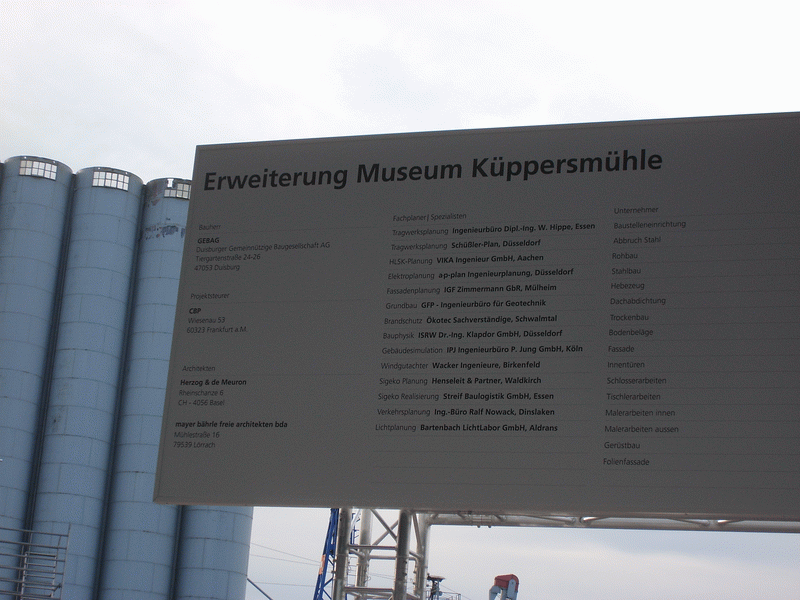 Erweiterung Museum Küppersmühle
Bauherr
GEBAG
Duisburger Gemeinnützige Baugesellschaft AG
Tiergartenstraße 24-26
47053 Duisburg
Projektsteurer
CBP
Wiesenau 53
60323 Frankfurt a.M.
Architekten
Herzog & de Meuron
Rheinschanze 6
CH - 4056 Basel
mayer bährle freie architekten bda
Mühlestraße 16
79539 Lörrach
Fachplaner| Spezialisten
Tragwerksplanung Ingenieurbüro Dipl.-Ing. W. Hippe, Essen
Tragwerksplanung Schüßler-Plan, Düsseldorf
HLSK-Planung VIKA Ingenieur GmbH, Aachen
Elektroplanung a·p-plan Ingenieurplanung, Düsseldorf
Fassadenplanung IGF Zimmermann GbR, Mülheim
Grundbau GFP - Ingenieurbüro für Geotechnik
Brandschutz Ökotec Sachverständige, Schwalmtal
Bauphysik ISRW Dr.-Ing. Klapdor GmbH, Düsseldorf
Gebäudesimulation IPJ Ingenieurbüro P. Jung GmbH, Köln
Windgutachter Wacker Ingenieure, Birkenfeld
Sigeko Planung Henseleit & Partner, Waldkirch
Sigeko Realisierung Streif Baulogistik GmbH, Essen
Verkehrsplanung Ing.-Büro Ralf Nowack, Dinslaken
Lichtplanung Bartenbach LichtLabor GmbH, Aldrans
Unternehmer
Baustelleneinrichtung
Abbruch Stahl
Rohbau
Stahlbau
Hebezeug
Dachabdichtung
Trockenbau
Bodenbeläge
Fassade
Innentüren
Schlosserarbeiten
Tischlerarbeiten
Malerarbeiten innen
Malerarbeiten aussen
Gerüstbau
Folienfassade